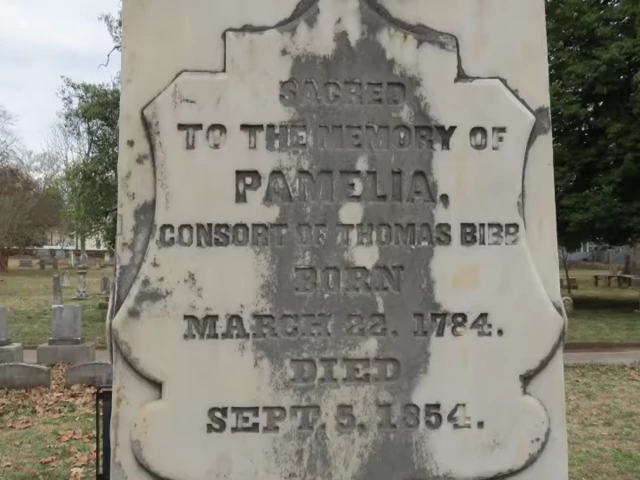 SACRED
TO THE MEMORY OF
PAMELIA,
CONSORT OF THOMAS BIBB
BORN
MARCH 22. 1784.
DIED
SEPT. 5. 1854.